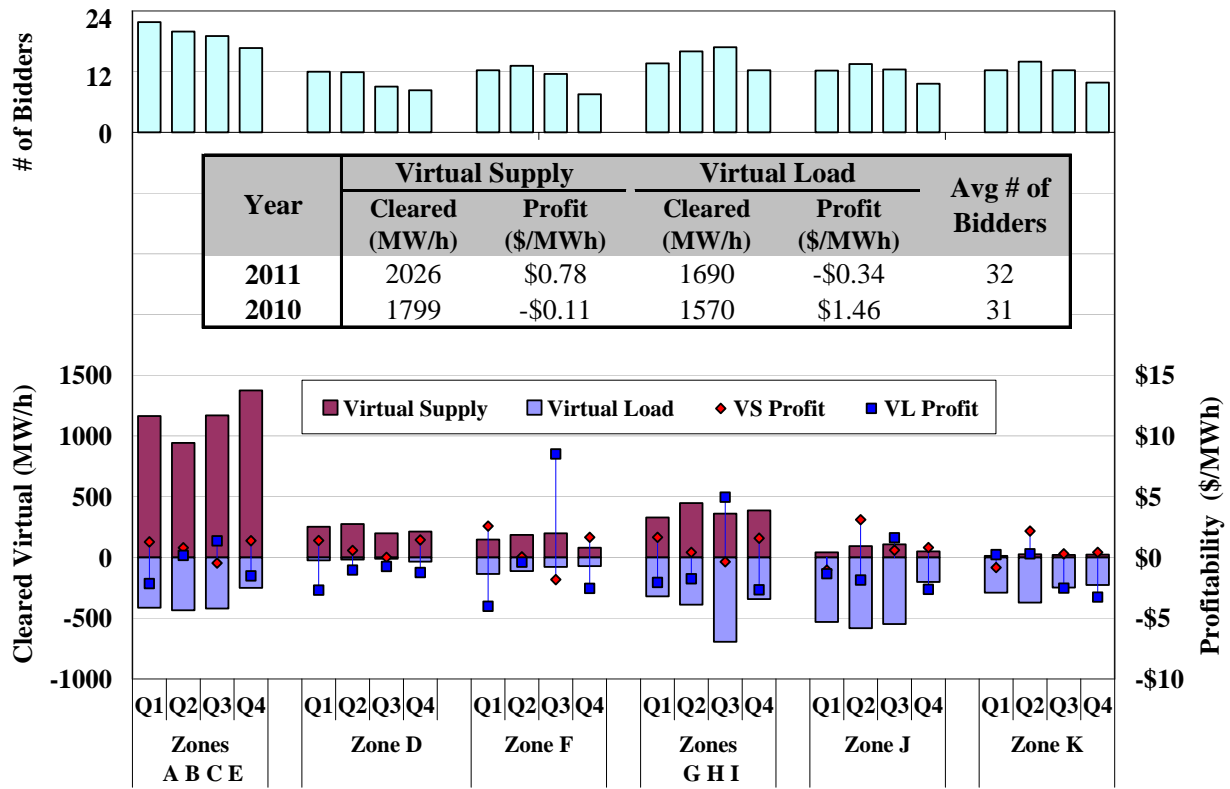 # of Bidders
24
12
0
Year
Virtual Supply
Virtual Load
Avg # of
Bidders
Cleared
(MW/h)
Profit
($/MWh)
Cleared
(MW/h)
Profit
($/MWh)
2011 2026 $0.78 1690 -$0.34 32
2010 1799 -$0.11 1570 $1.46 31
Cleared Virtual (MW/h)
1500
1000
500
0
-500
-1000
Virtual Supply Virtual Load VS Profit VL Profit
$15
$10
$5
$0
-$5
-$10
Profitability ($/MWh)
Q1 Q2 Q3 Q4 Q1 Q2 Q3 Q4 Q1 Q2 Q3 Q4 Q1 Q2 Q3 Q4 Q1 Q2 Q3 Q4 Q1 Q2 Q3 Q4
Zones
A B C E
Zone D
Zone F
Zones
G H I
Zone J
Zone K